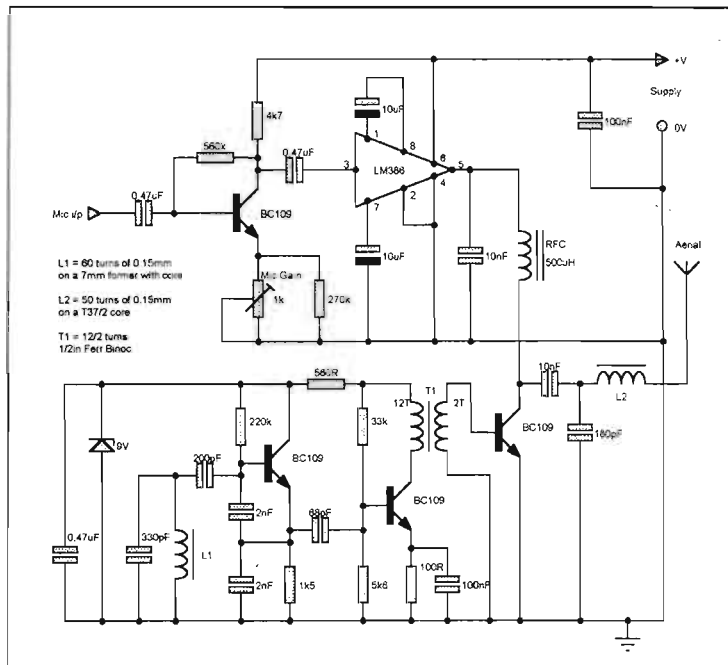 +V
Supply
0V
4k7
10uF
100nF
560k
0.47uF
1
8
6
3
LM386
5
4
0.47uF
Mic i/p
BC109
7
2
10uF
10nF
RFC
500uH
Aerial
L1 = 60 turns of 0.15mm
on a 7mm former with core
L2 = 50 turns of 0.15mm
on a T37/2 core
T1 = 12/2 turns
1/2in Ferr Binoc
Mic Gain
1k
270k
560R
T1
10nF
L2
12T
2T
220k
33k
9V
BC109
BC109
180pF
200pF
BC109
2nF
68pF
0.47uF
330pF
L1
2nF
1k5
5k6
100R
100nF